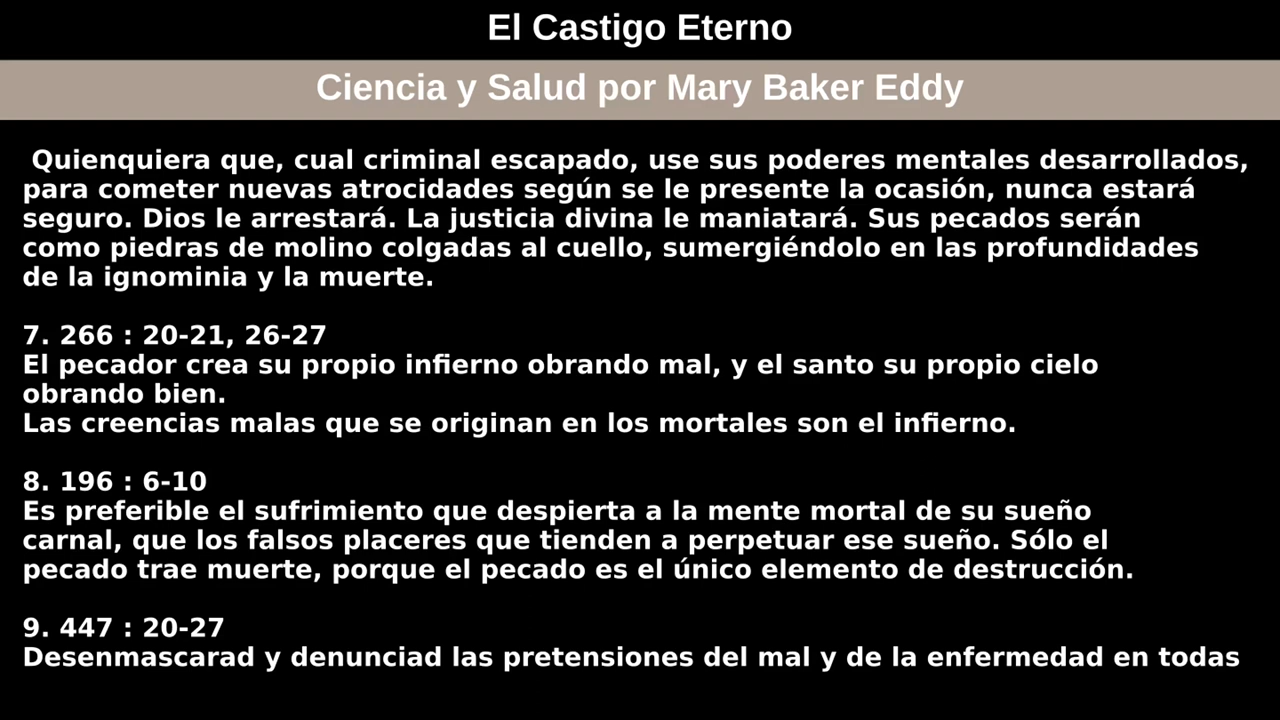 El Castigo Eterno
Ciencia y Salud por Mary Baker Eddy
Quienquiera que, cual criminal escapado, use sus poderes mentales desarrollados,
para cometer nuevas atrocidades según se le presente la ocasión, nunca estará
seguro. Dios le arrestará. La justicia divina le maniatará. Sus pecados serán
como piedras de molino colgadas al cuello, sumergiéndolo en las profundidades
de la ignominia y la muerte.
7. 266 : 20-21, 26-27
El pecador crea su propio infierno obrando mal, y el santo su propio cielo
obrando bien.
Las creencias malas que se originan en los mortales son el infierno.
8. 196 : 6-10
Es preferible el sufrimiento que despierta a la mente mortal de su sueño
carnal, que los falsos placeres que tienden a perpetuar ese sueño. Sólo el
pecado trae muerte, porque el pecado es el único elemento de destrucción.
9. 447 : 20-27
Desenmascarad y denunciad las pretensiones del mal y de la enfermedad en todas